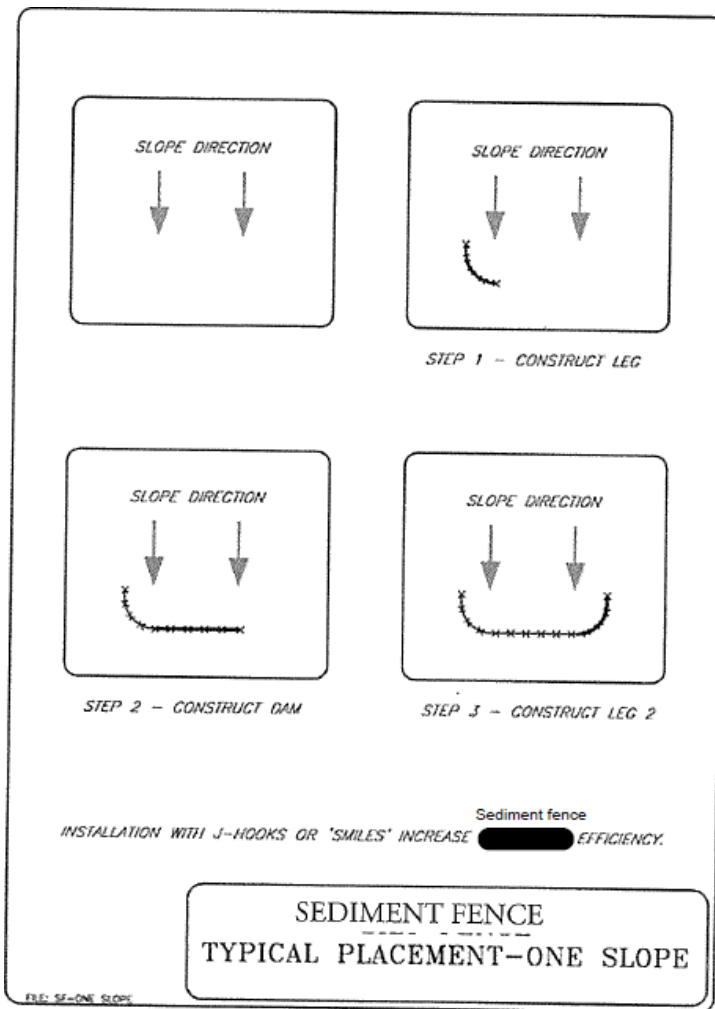 SLOPE DIRECTION
SLOPE DIRECTION
STEP 1 - CONSTRUCT LEG
SLOPE DIRECTION
SLOPE DIRECTION
STEP 2 - CONSTRUCT DAM
STEP 3 - CONSTRUCT LEG 2
Sediment fence
INSTALLATION WITH J-HOOKS OR 'SMILES' INCREASE EFFICIENCY.
SEDIMENT FENCE
TYPICAL PLACEMENT-ONE SLOPE
FILE: SF-ONE SLOPE